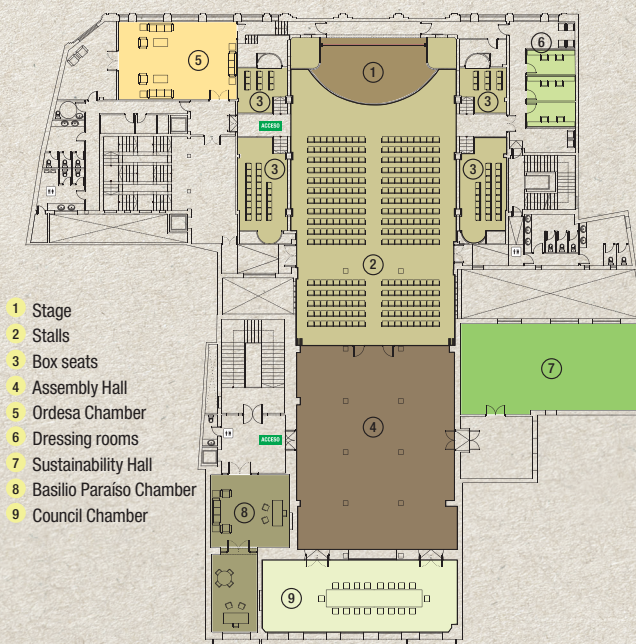 5
6
1
3
3
ACCESO
3
3
2
1 Stage
2 Stalls
3 Box seats
4 Assembly Hall
5 Ordesa Chamber
6 Dressing rooms
7 Sustainability Hall
8 Basilio Paraíso Chamber
9 Council Chamber
7
4
ACCESO
8
9